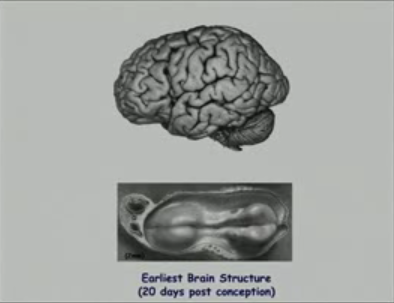 Earliest Brain Structure
(20 days post conception)